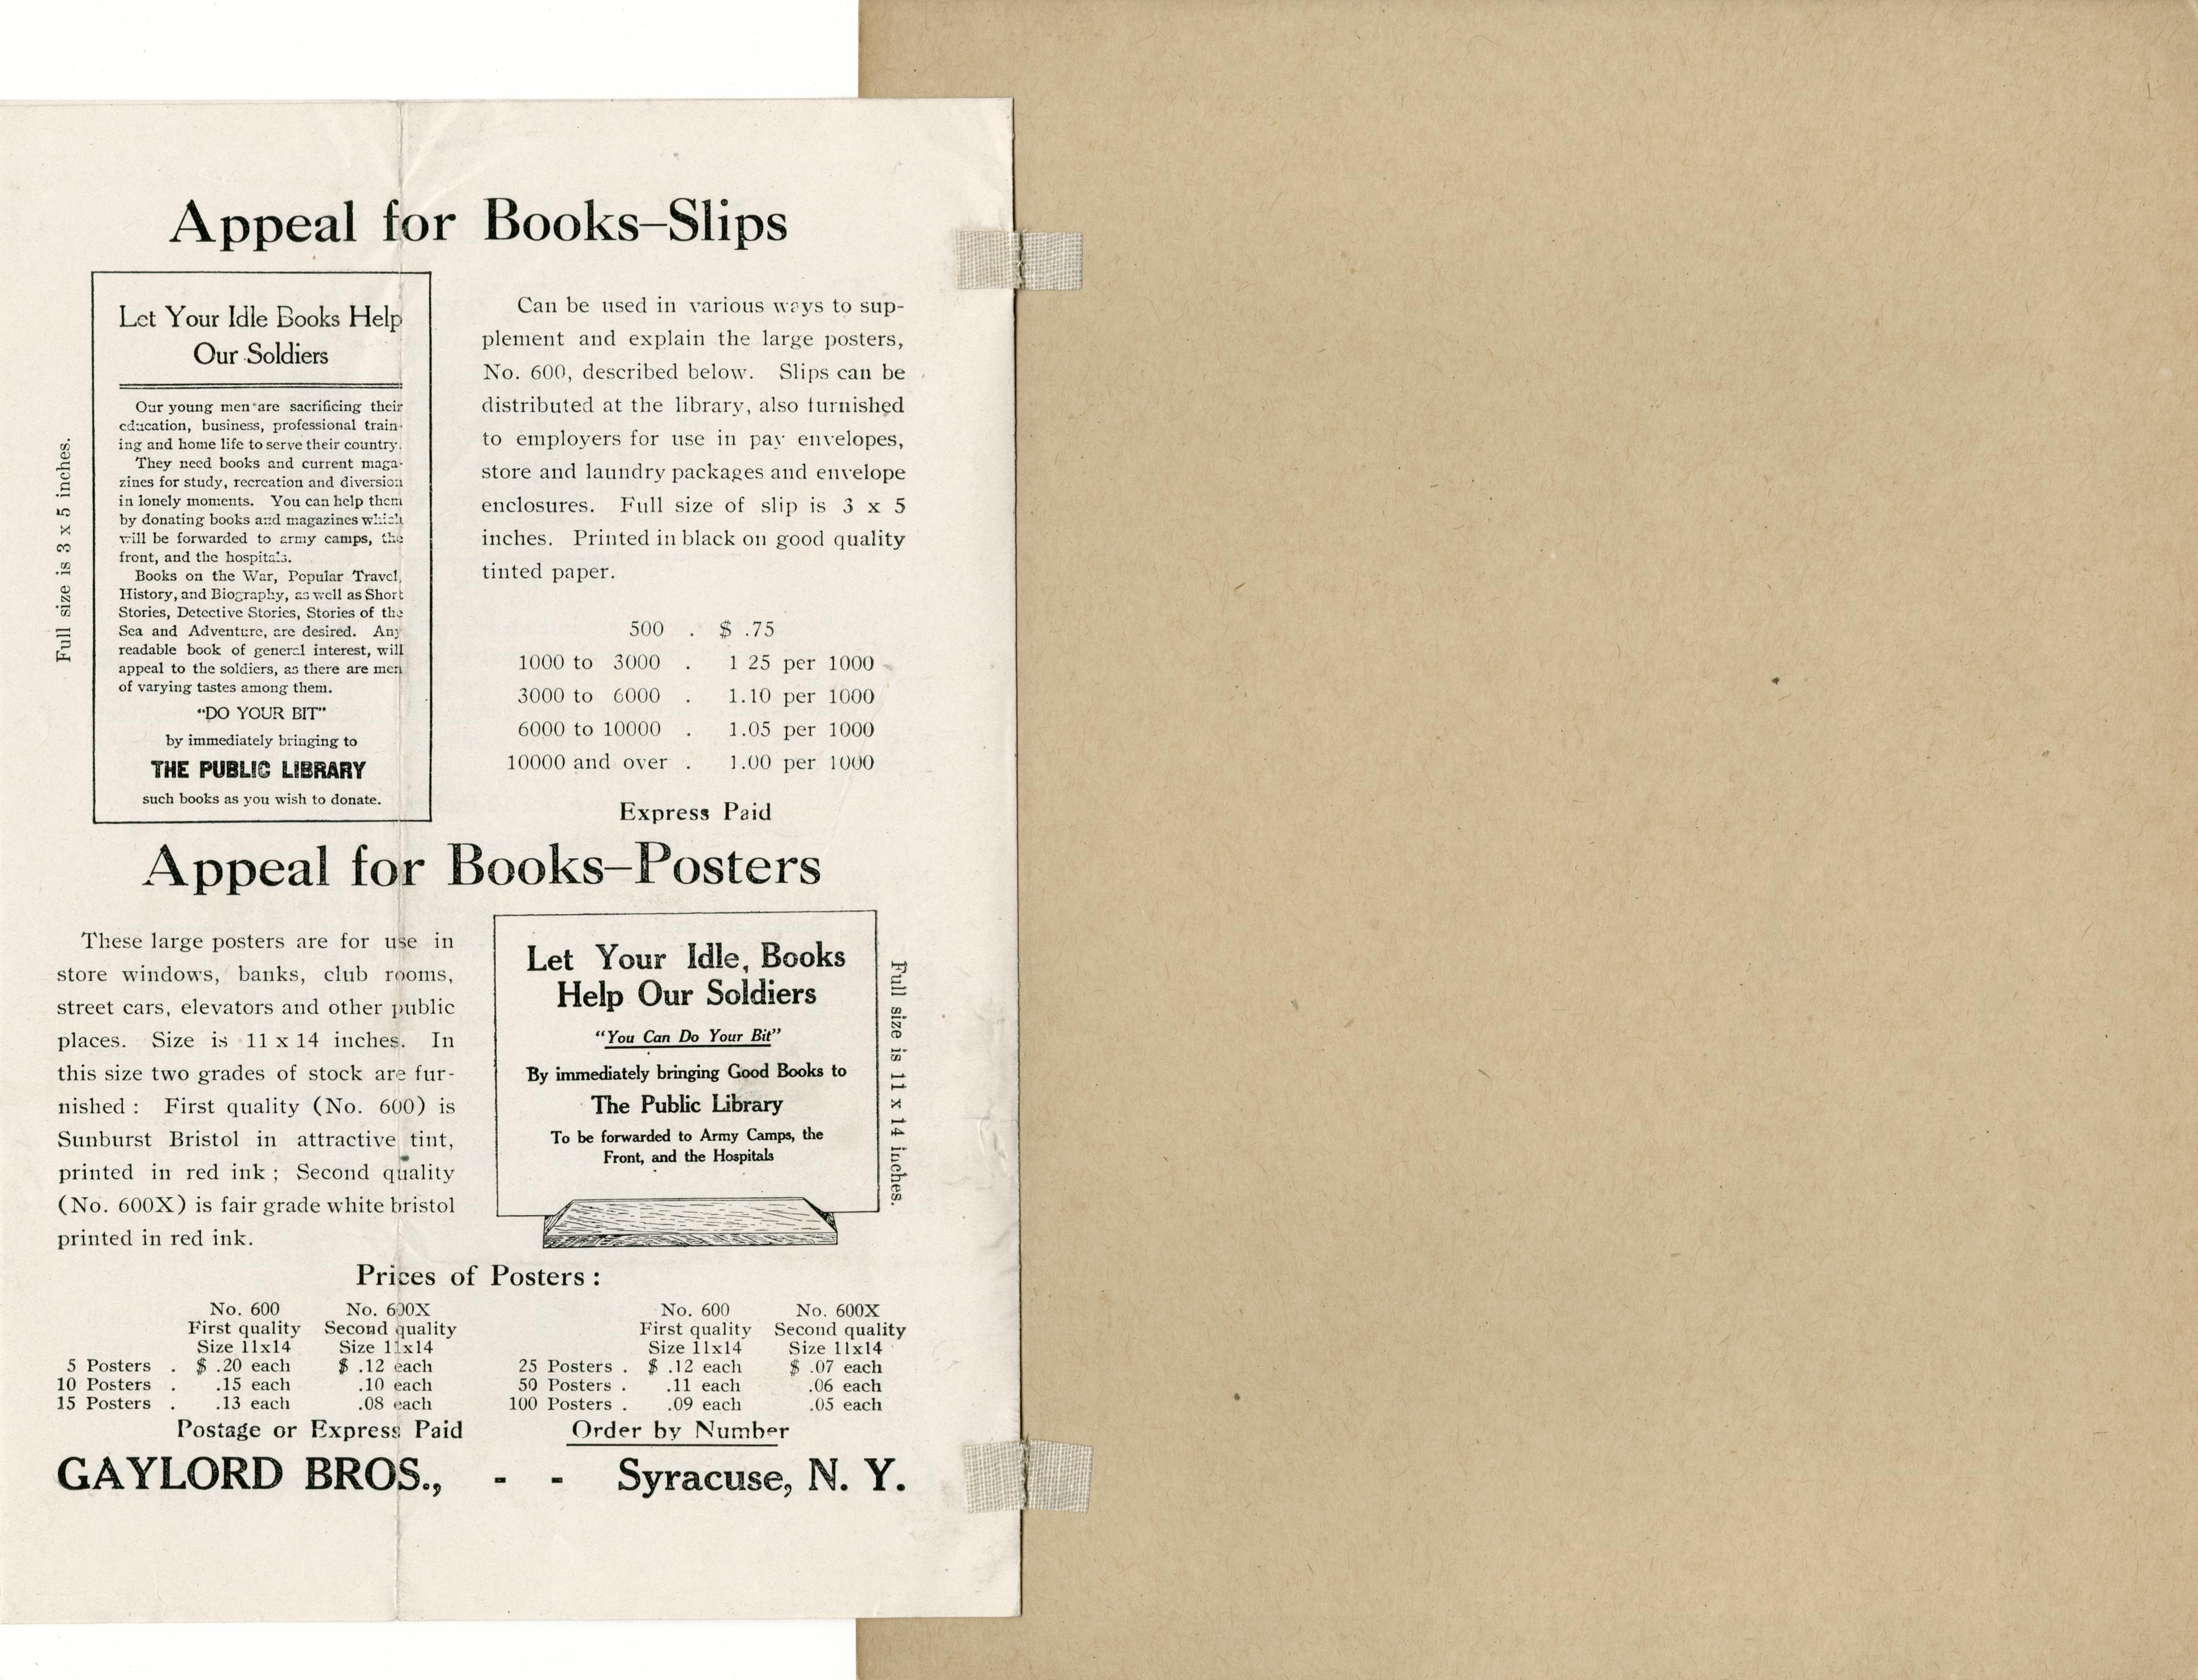 Appeal for Books–Slips
Full size is 3 x 5 inches.
Let Your Idle Books Help
Our Soldiers
Our young men are sacrificing their
education, business, professional train-
ing and home life to serve their country.
They need books and current maga-
zines for study, recreation and diversion
in lonely moments. You can help them
by donating books and magazines which
will be forwarded to army camps, the
front, and the hospitals.
Books on the War, Popular Travel,
History, and Biography, as well as Short
Stories, Detective Stories, Stories of the
Sea and Adventure, are desired. Any
readable book of general interest, will
appeal to the soldiers, as there are men
of varying tastes among them.
"DO YOUR BIT"
by immediately bringing to
THE PUBLIC LIBRARY
such books as you wish to donate.
Can be used in various ways to sup-
plement and explain the large posters,
No. 600, described below. Slips can be
distributed at the library, also furnished
to employers for use in pay envelopes,
store and laundry packages and envelope
enclosures. Full size of slip is 3 x 5
inches. Printed in black on good quality
tinted paper.
500 . $ .75
1000 to 3000 . 1 25 per 1000
3000 to 6000 . 1.10 per 1000
6000 to 10000 . 1.05 per 1000
10000 and over . 1.00 per 1000
Express Paid
Appeal for Books–Posters
These large posters are for use in
store windows, banks, club rooms,
street cars, elevators and other public
places. Size is 11 x 14 inches. In
this size two grades of stock are fur-
nished : First quality (No. 600) is
Sunburst Bristol in attractive tint,
printed in red ink ; Second quality
(No. 600X) is fair grade white bristol
printed in red ink.
Let Your Idle, Books
Help Our Soldiers
"You Can Do Your Bit"
By immediately bringing Good Books to
The Public Library
To be forwarded to Army Camps, the
Front, and the Hospitals
Full size is 11 x 14 inches.
Prices of Posters :
No. 600 No. 600X No. 600 No. 600X
First quality Second quality First quality Second quality
Size 11x14 Size 11x14 Size 11x14 Size 11x14
5 Posters . $ .20 each $ .12 each 25 Posters . $ .12 each $ .07 each
10 Posters . .15 each .10 each 50 Posters . .11 each .06 each
15 Posters . .13 each .08 each 100 Posters . .09 each .05 each
Postage or Express Paid Order by Number
GAYLORD BROS., - - Syracuse, N. Y.